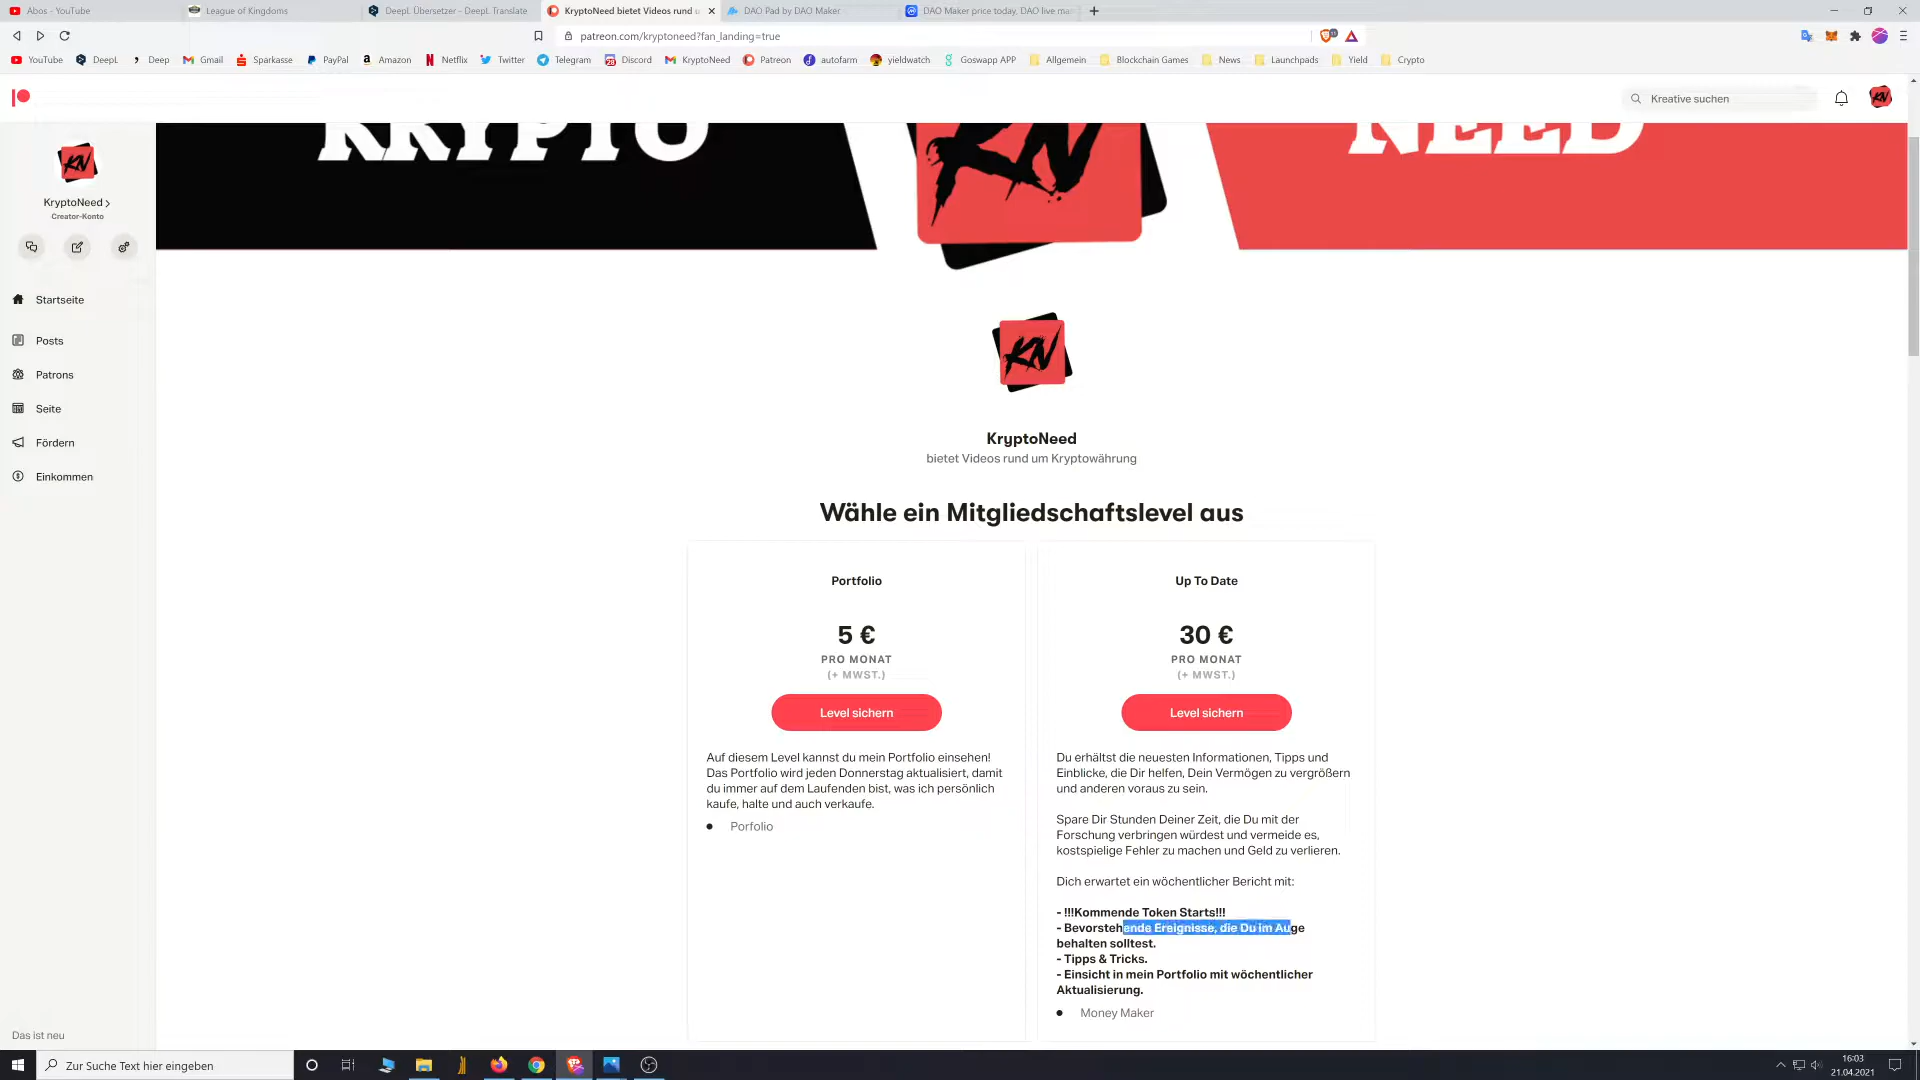 Abos - YouTube
League of Kingdoms
DeepL Übersetzer - DeepL Translate
KryptoNeed bietet Videos rund u
DAO Pad by DAO Maker
DAO Maker price today, DAO live ma
patreon.com/kryptoneed?fan_landing=true
YouTube
DeepL
Deep
Gmail
Sparkasse
PayPal
Amazon
Netflix
Twitter
Telegram
Discord
KryptoNeed
Patreon
autofarm
yieldwatch
Goswapp APP
Allgemein
Blockchain Games
News
Launchpads
Yield
Crypto
Kreative suchen
KRYPTO
NEED
KN
KryptoNeed
Creator-Konto
Startseite
Posts
Patrons
Seite
Fördern
Einkommen
KN
KryptoNeed
bietet Videos rund um Kryptowährung
Wähle ein Mitgliedschaftslevel aus
Portfolio
5 €
PRO MONAT
(+ MWST.)
Level sichern
Auf diesem Level kannst du mein Portfolio einsehen!
Das Portfolio wird jeden Donnerstag aktualisiert, damit
du immer auf dem Laufenden bist, was ich persönlich
kaufe, halte und auch verkaufe.
Porfolio
Up To Date
30 €
PRO MONAT
(+ MWST.)
Level sichern
Du erhältst die neuesten Informationen, Tipps und
Einblicke, die Dir helfen, Dein Vermögen zu vergrößern
und anderen voraus zu sein.
Spare Dir Stunden Deiner Zeit, die Du mit der
Forschung verbringen würdest und vermeide es,
kostspielige Fehler zu machen und Geld zu verlieren.
Dich erwartet ein wöchentlicher Bericht mit:
- !!!Kommende Token Starts!!!
- Bevorstehende Ereignisse, die Du im Auge
behalten solltest.
- Tipps & Tricks.
- Einsicht in mein Portfolio mit wöchentlicher
Aktualisierung.
Money Maker
Das ist neu
Zur Suche Text hier eingeben
16:03
21.04.2021